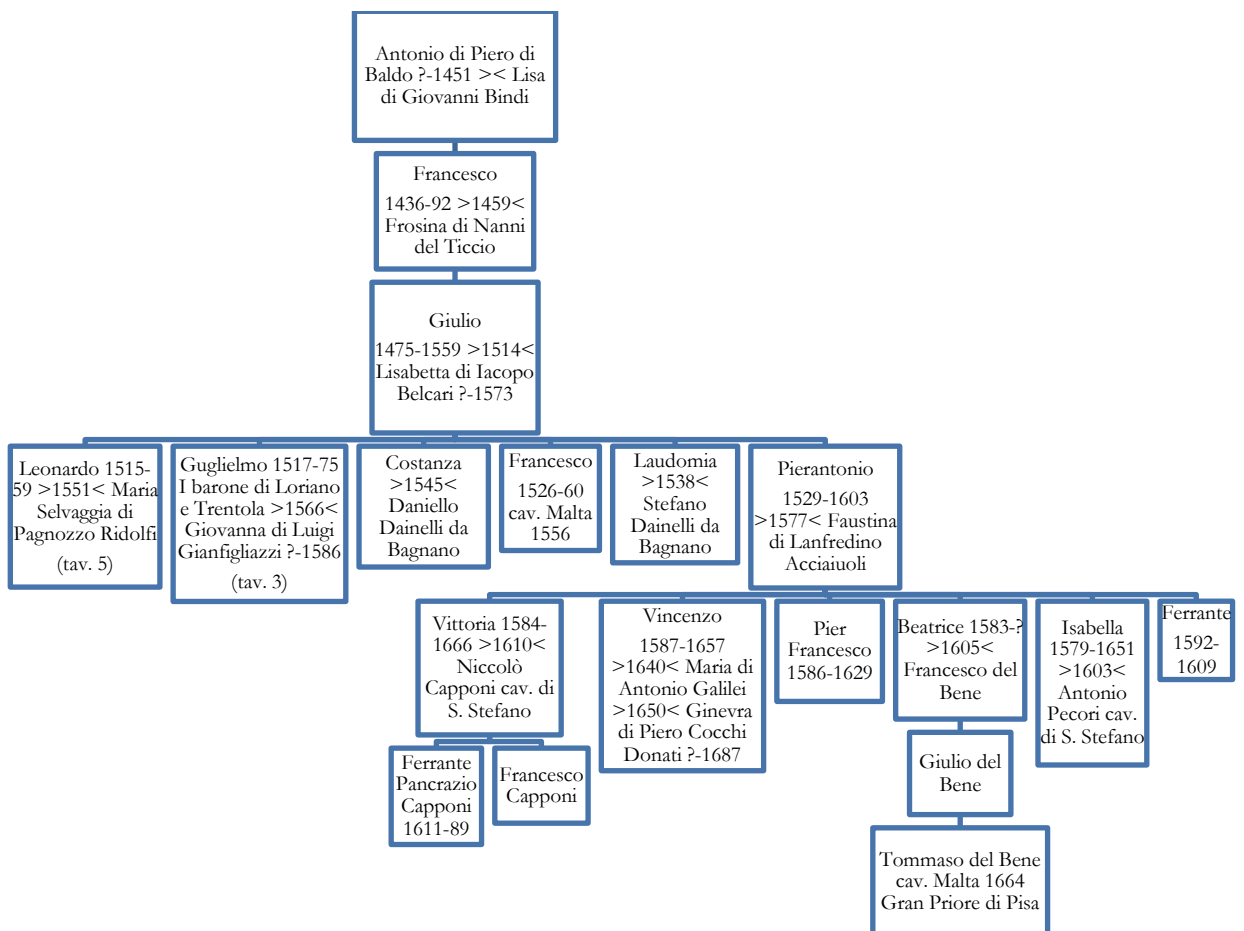 Antonio di Piero di
Baldo ?-1451 >< Lisa
di Giovanni Bindi
Francesco
1436-92 >1459<
Frosina di Nanni
del Ticcio
Giulio
1475-1559 >1514<
Lisabetta di Iacopo
Belcari ?-1573
Leonardo 1515-
59 >1551< Maria
Selvaggia di
Pagnozzo Ridolfi
(tav. 5)
Guglielmo 1517-75
I barone di Loriano
e Trentola >1566<
Giovanna di Luigi
Gianfigliazzi ?-1586
(tav. 3)
Costanza
>1545<
Daniello
Dainelli da
Bagnano
Francesco
1526-60
cav. Malta
1556
Laudomia
>1538<
Stefano
Dainelli da
Bagnano
Pierantonio
1529-1603
>1577< Faustina
di Lanfredino
Acciaiuoli
Vittoria 1584-
1666 >1610<
Niccolò
Capponi cav. di
S. Stefano
Vincenzo
1587-1657
>1640< Maria di
Antonio Galilei
>1650< Ginevra
di Piero Cocchi
Donati ?-1687
Pier
Francesco
1586-1629
Beatrice 1583-?
>1605<
Francesco del
Bene
Isabella
1579-1651
>1603<
Antonio
Pecori cav.
di S. Stefano
Ferrante
1592-
1609
Ferrante
Pancrazio
Capponi
1611-89
Francesco
Capponi
Giulio del
Bene
Tommaso del Bene
cav. Malta 1664
Gran Priore di Pisa